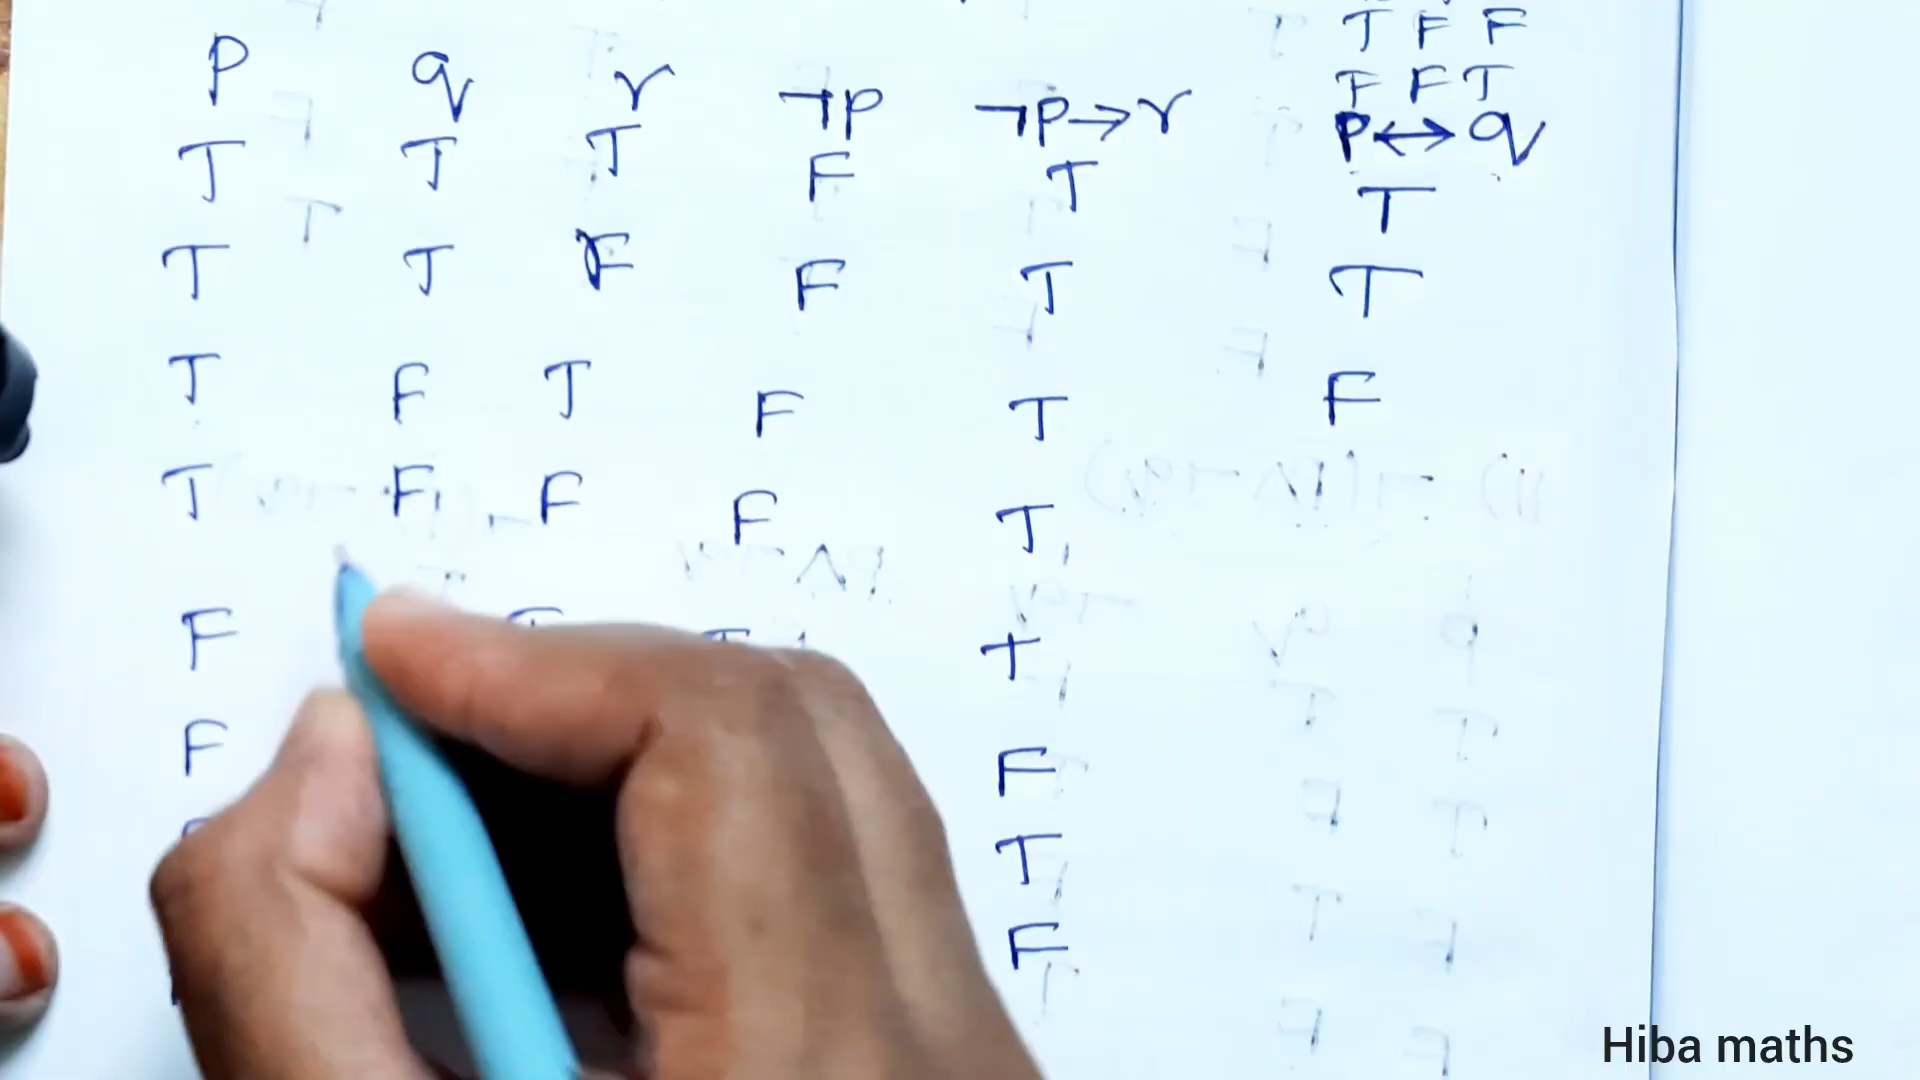 T F F
F F T
p q r ¬p ¬p→r p↔q
T T T F T T
T T F F T T
T F T F T F
T F F F T
F T T T
F F
T
F
Hiba maths